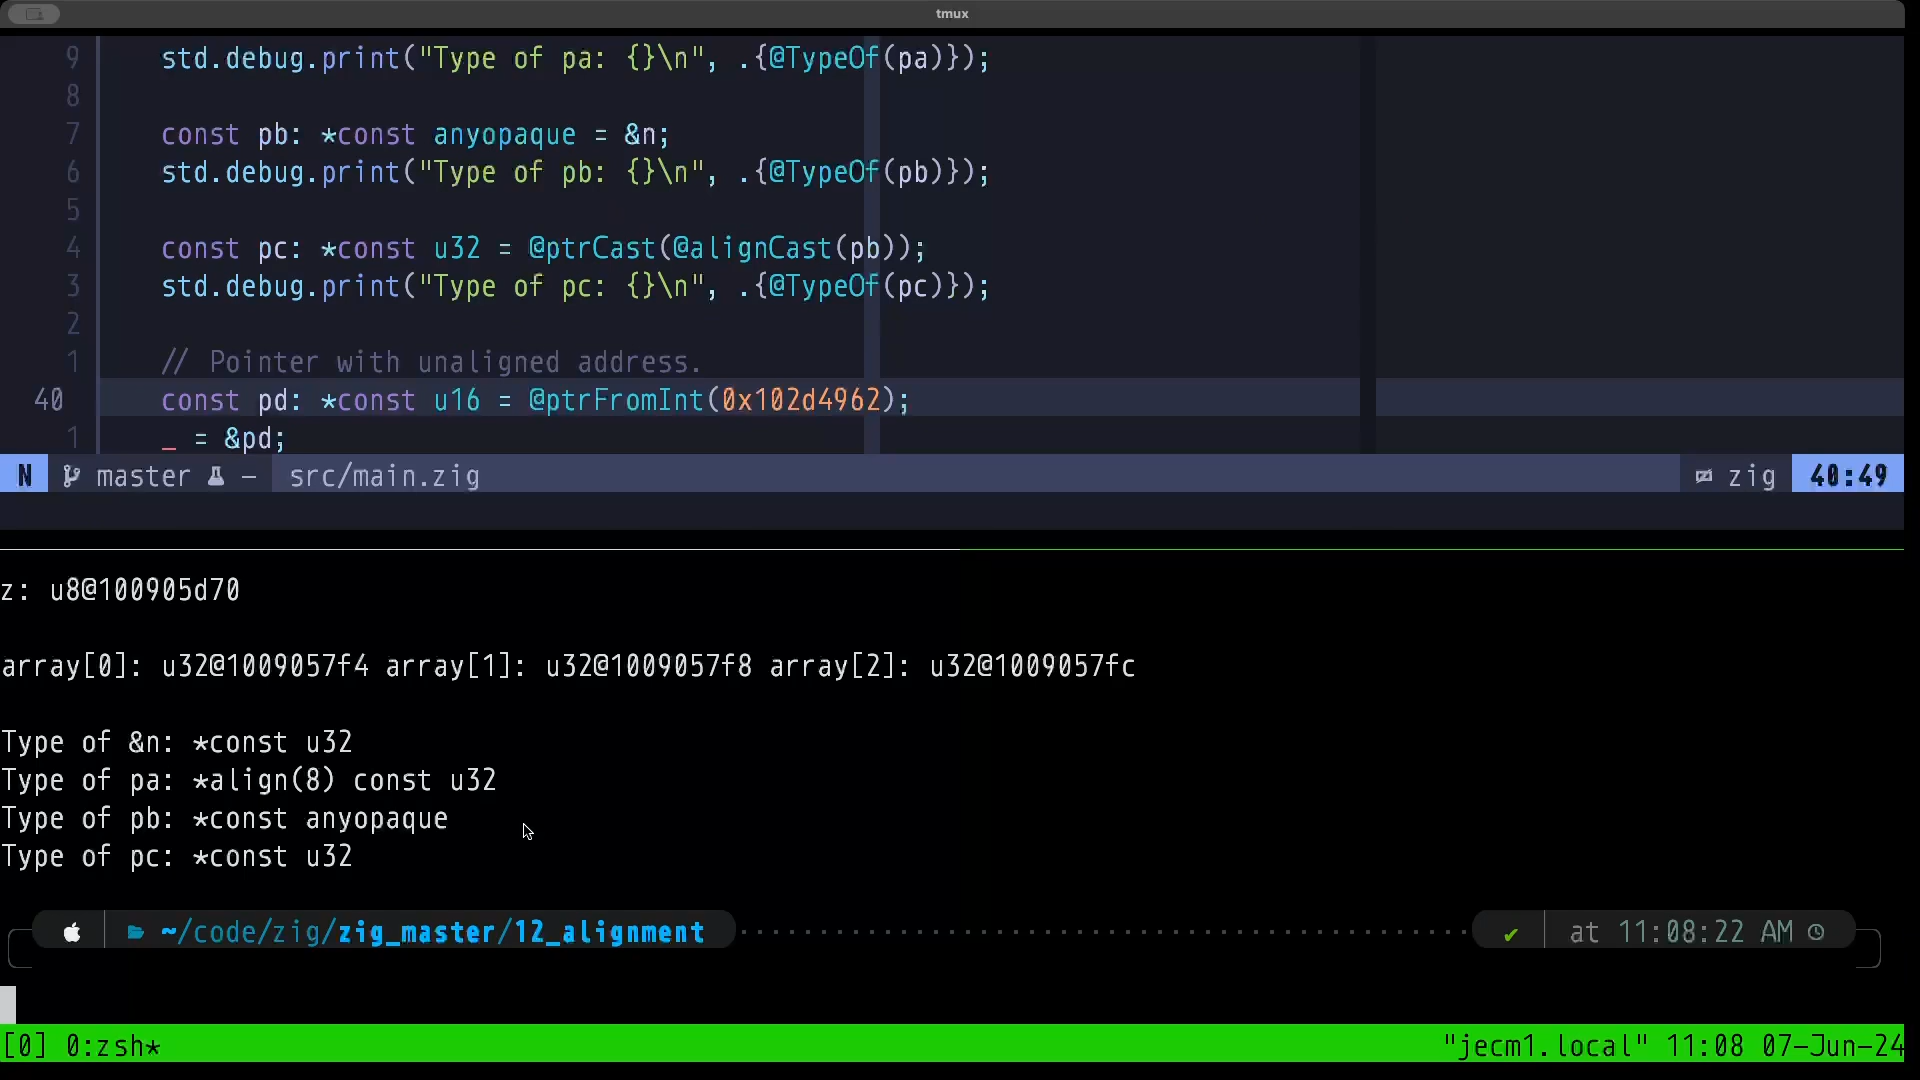 tmux
9 std.debug.print("Type of pa: {}\n", .{@TypeOf(pa)});
8
7 const pb: *const anyopaque = &n;
6 std.debug.print("Type of pb: {}\n", .{@TypeOf(pb)});
5
4 const pc: *const u32 = @ptrCast(@alignCast(pb));
3 std.debug.print("Type of pc: {}\n", .{@TypeOf(pc)});
2
1 // Pointer with unaligned address.
40 const pd: *const u16 = @ptrFromInt(0x102d4962);
1 _ = &pd;
N master – src/main.zig zig 40:49
z: u8@100905d70
array[0]: u32@1009057f4 array[1]: u32@1009057f8 array[2]: u32@1009057fc
Type of &n: *const u32
Type of pa: *align(8) const u32
Type of pb: *const anyopaque
Type of pc: *const u32
~/code/zig/zig_master/12_alignment ✔ at 11:08:22 AM
[0] 0:zsh* "jecm1.local" 11:08 07-Jun-24